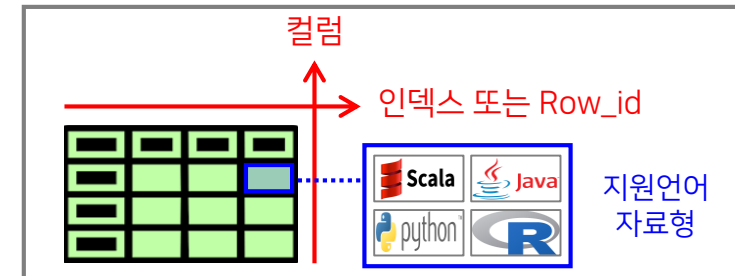 컬럼
인덱스 또는 Row_id
Scala
Java
python
R
지원언어
자료형